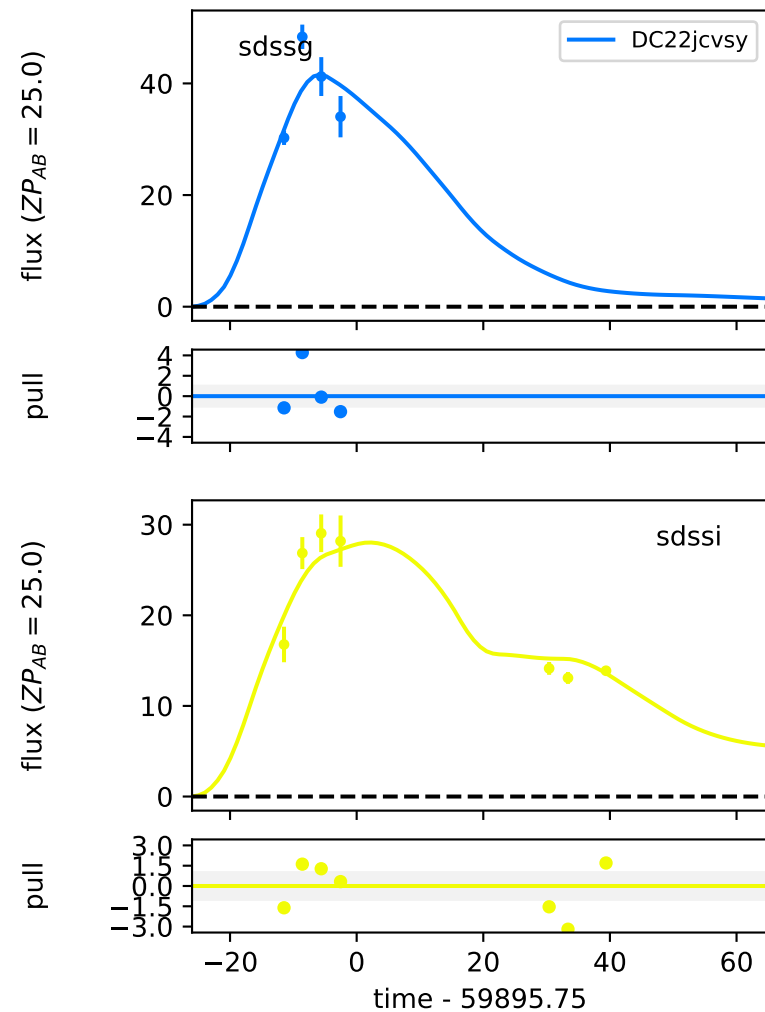 sdssg
DC22jcvsy
flux (ZP_AB = 25.0)
40
20
0
pull
4
2
0
−2
−4
sdssi
flux (ZP_AB = 25.0)
30
20
10
0
pull
3.0
1.5
0.0
−1.5
−3.0
−20 0 20 40 60
time - 59895.75